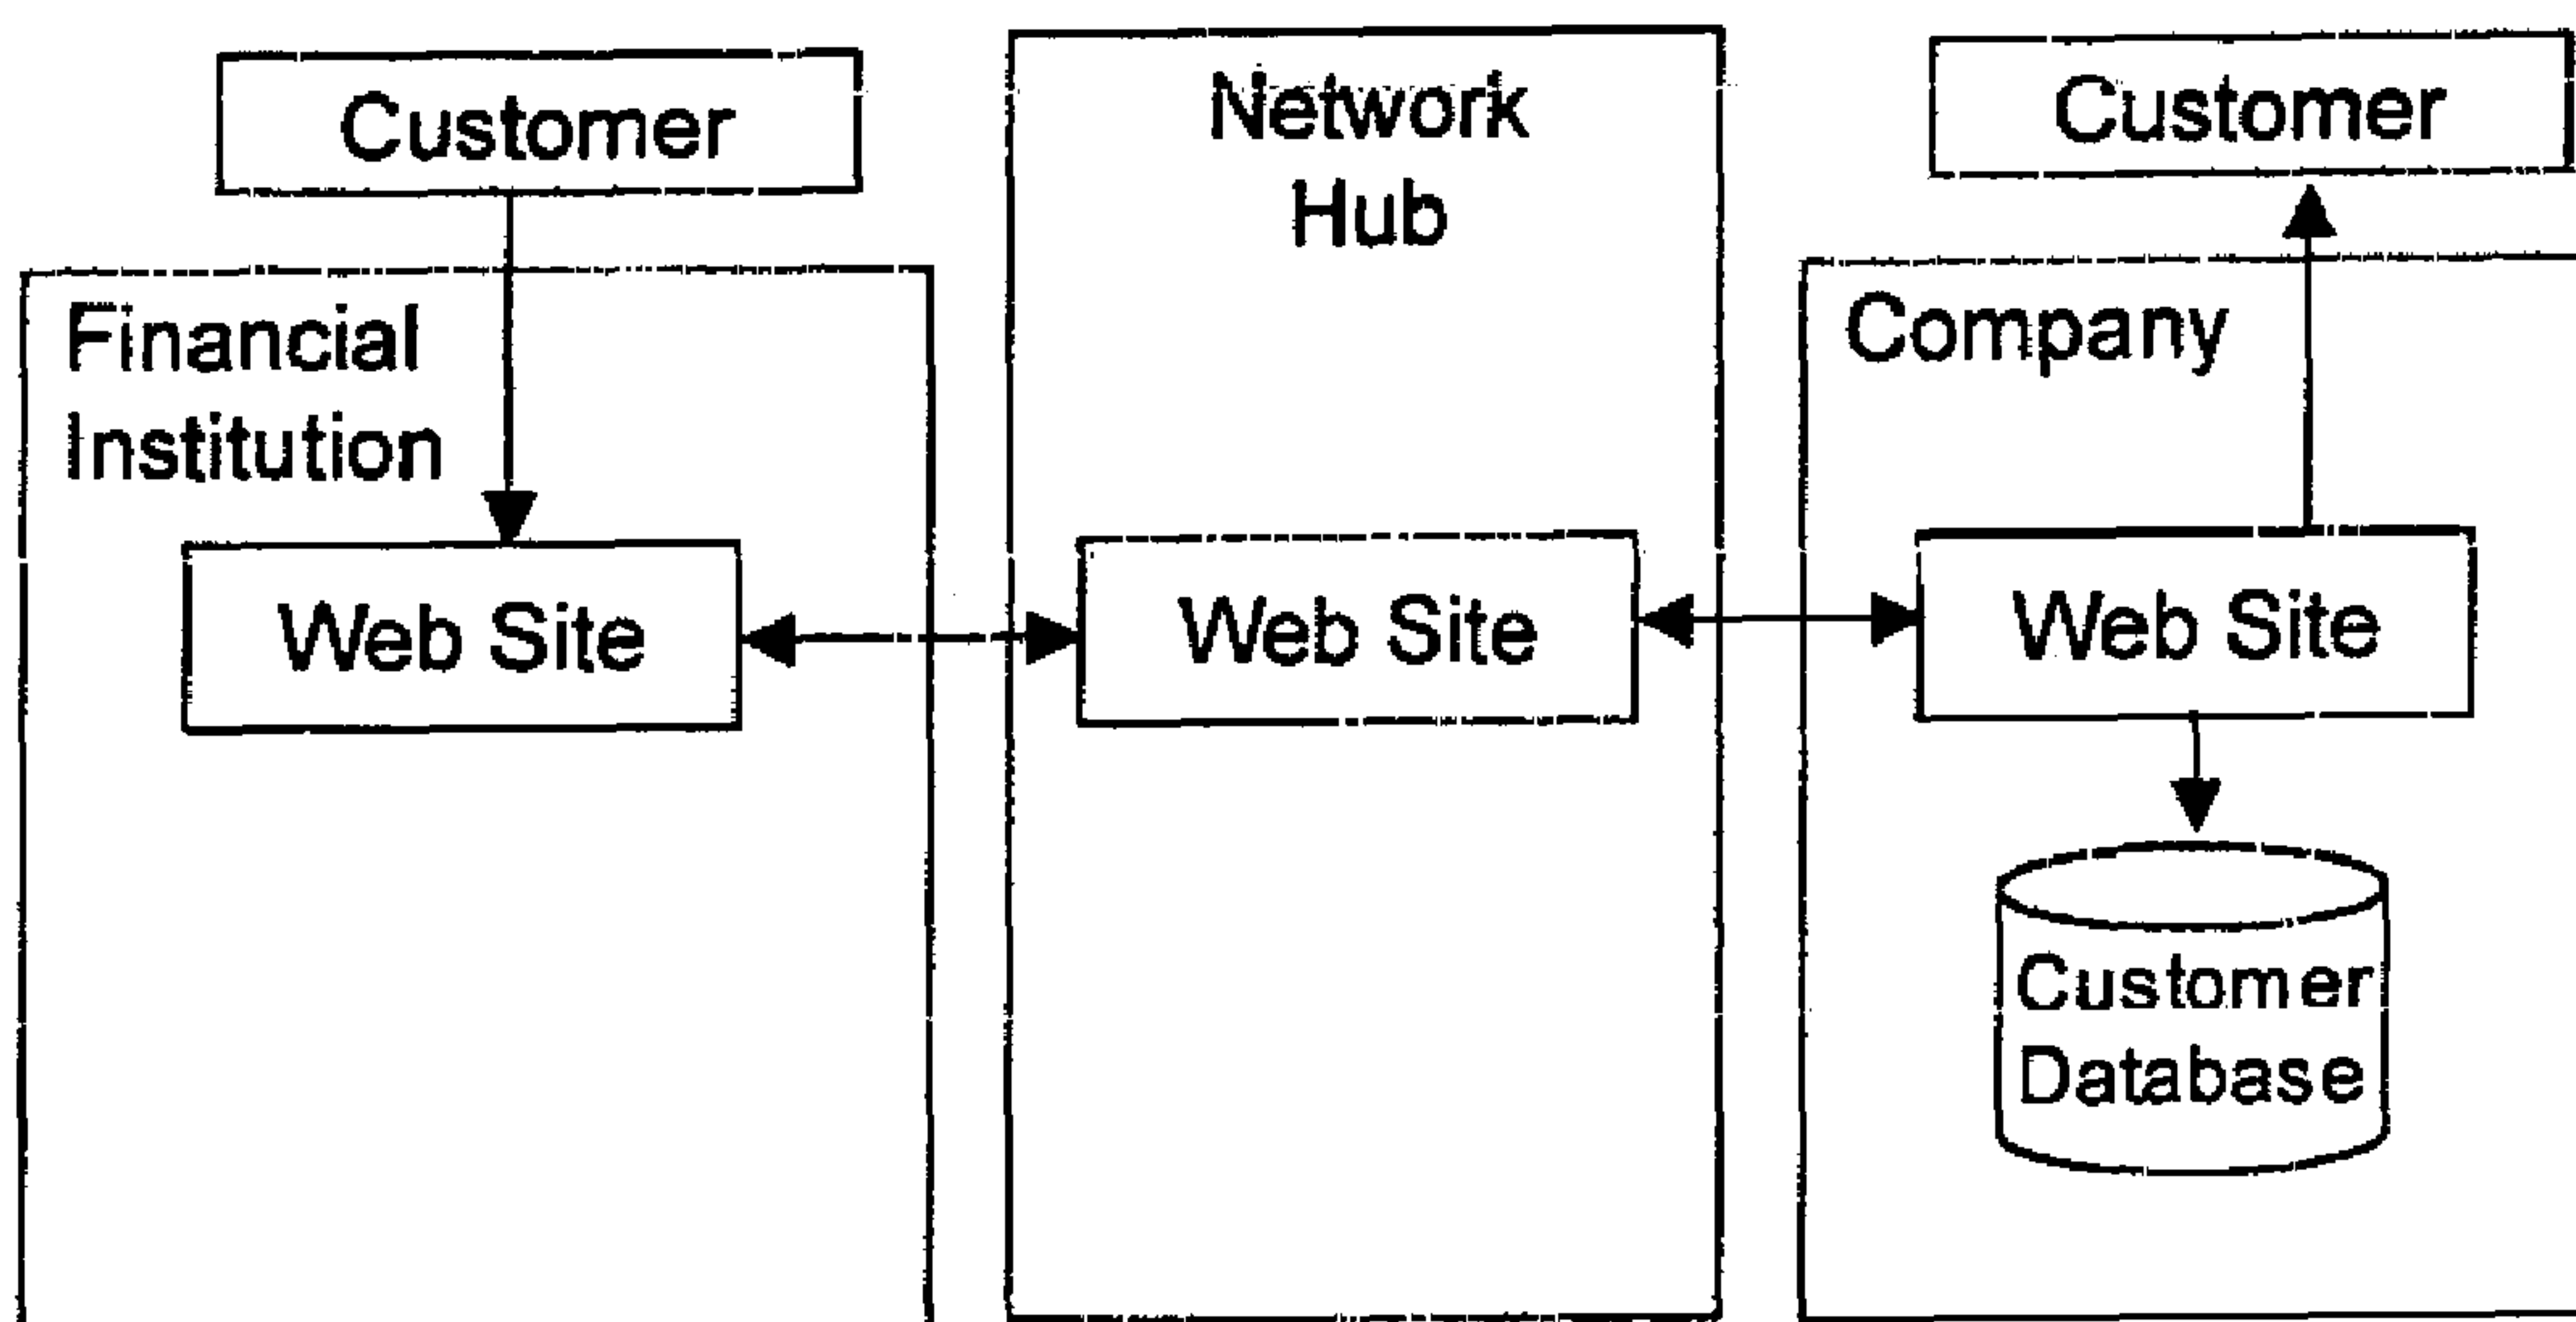 Customer
Network
Hub
Customer
Financial
Institution
Company
Web Site
Web Site
Web Site
Customer
Database